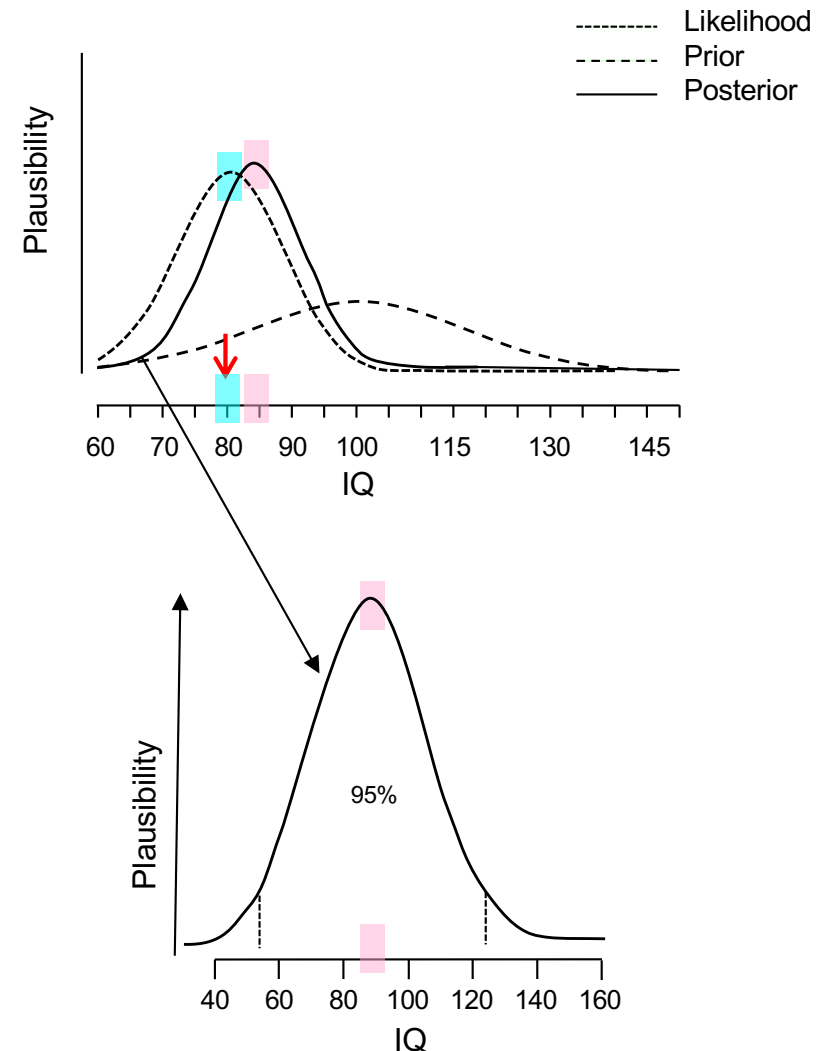 Likelihood
Prior
Posterior
Plausibility
60 70 80 90 100 115 130 145
IQ
Plausibility
95%
40 60 80 100 120 140 160
IQ